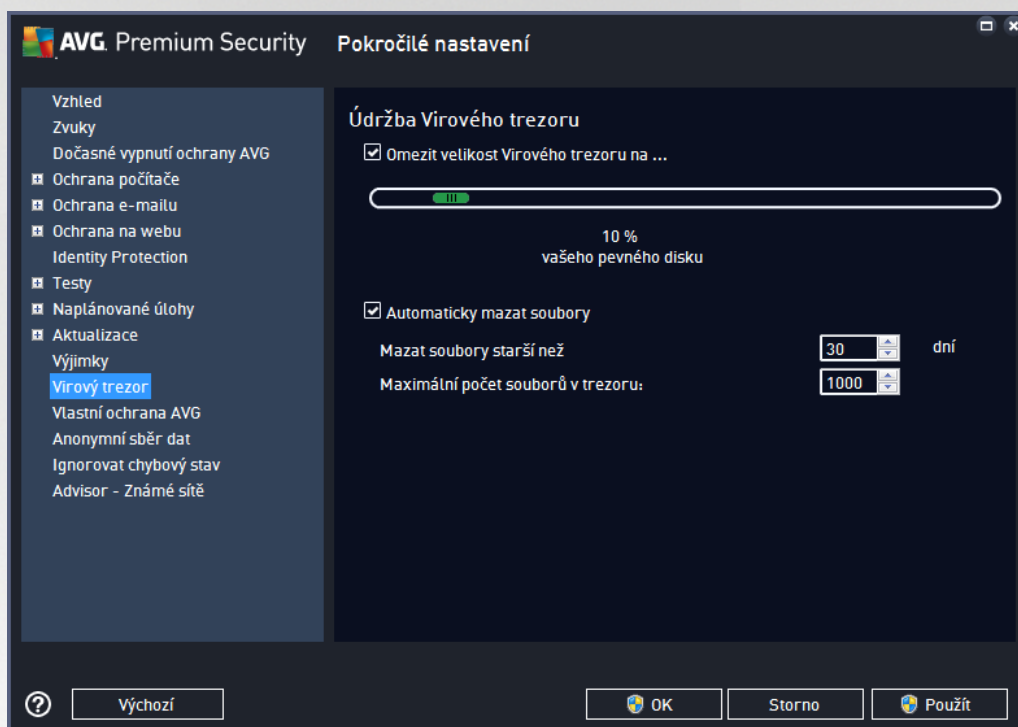 AVG. Premium Security
Pokročilé nastavení
Vzhled
Zvuky
Dočasné vypnutí ochrany AVG
Ochrana počítače
Ochrana e-mailu
Ochrana na webu
Identity Protection
Testy
Naplánované úlohy
Aktualizace
Výjimky
Virový trezor
Vlastní ochrana AVG
Anonymní sběr dat
Ignorovat chybový stav
Advisor - Známé sítě
Údržba Virového trezoru
Omezit velikost Virového trezoru na ...
10 %
vašeho pevného disku
Automaticky mazat soubory
Mazat soubory starší než 30 dní
Maximální počet souborů v trezoru: 1000
? Výchozí OK Storno Použít